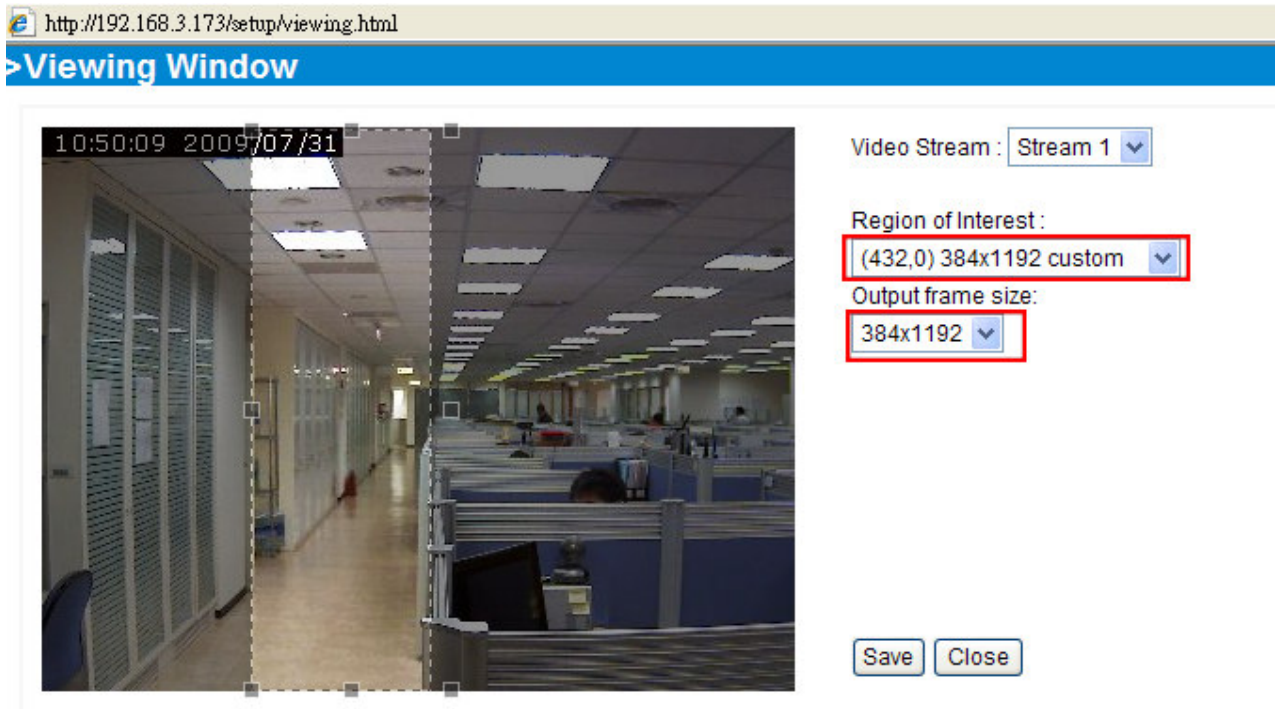 http://192.168.3.173/setup/viewing.html
>Viewing Window
10:50:09 2009/07/31
Video Stream : Stream 1
Region of Interest :
(432,0) 384x1192 custom
Output frame size:
384x1192
Save Close